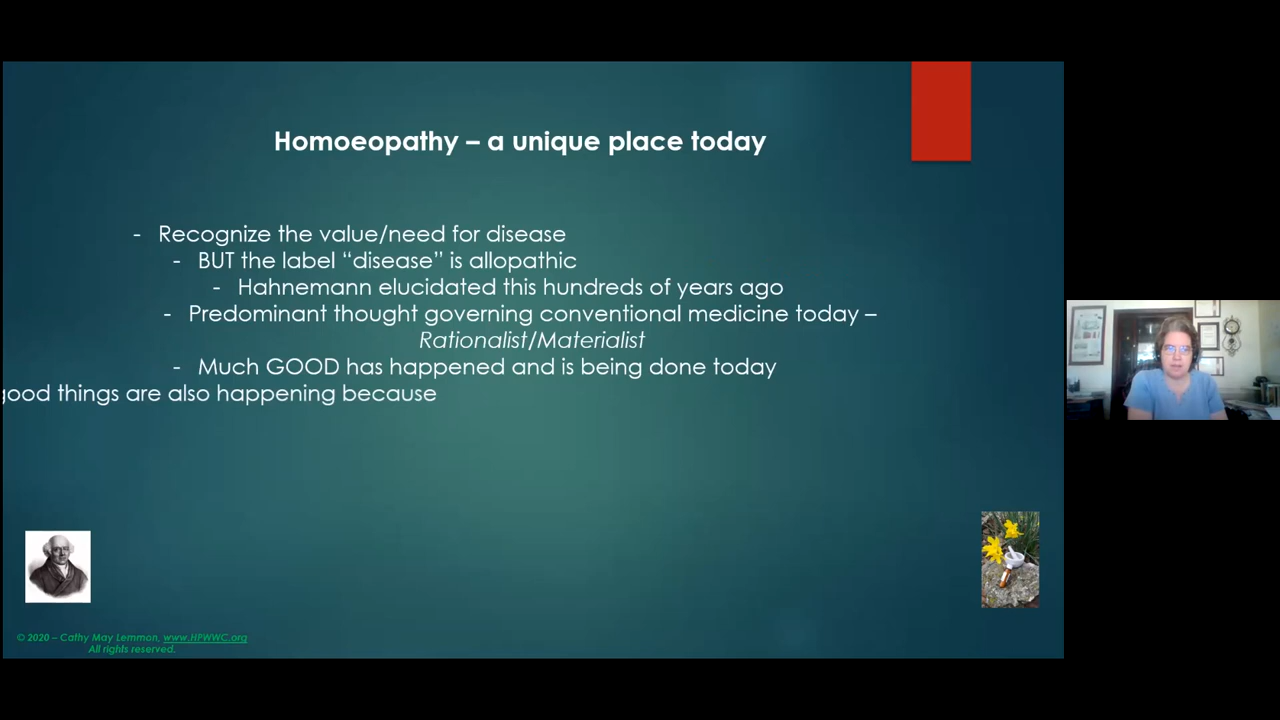 Homoeopathy – a unique place today
- Recognize the value/need for disease
- BUT the label “disease” is allopathic
- Hahnemann elucidated this hundreds of years ago
- Predominant thought governing conventional medicine today –
Rationalist/Materialist
- Much GOOD has happened and is being done today
good things are also happening because
© 2020 – Cathy May Lemmon, www.HPWWC.org
All rights reserved.